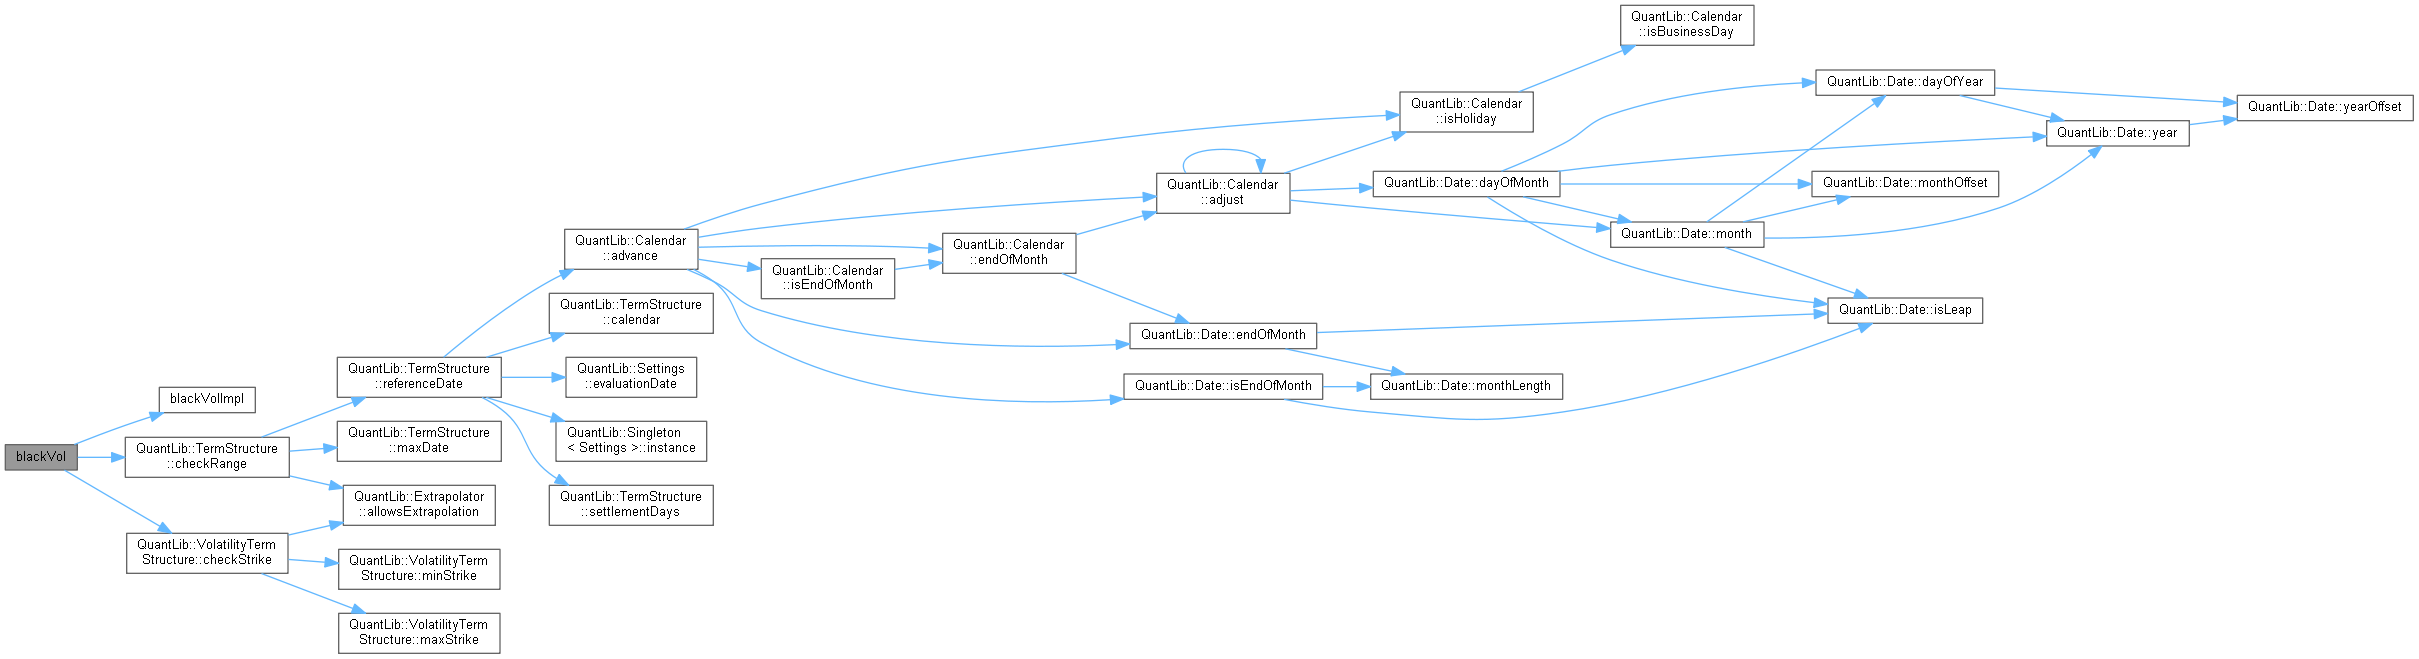 QuantLib::Calendar
::isBusinessDay
QuantLib::Date::dayOfYear
QuantLib::Date::yearOffset
QuantLib::Calendar
::isHoliday
QuantLib::Date::year
QuantLib::Calendar
::adjust
QuantLib::Date::dayOfMonth
QuantLib::Date::monthOffset
QuantLib::Date::month
QuantLib::Calendar
::advance
QuantLib::Calendar
::endOfMonth
QuantLib::Calendar
::isEndOfMonth
QuantLib::TermStructure
::calendar
QuantLib::Date::isLeap
QuantLib::Date::endOfMonth
QuantLib::TermStructure
::referenceDate
QuantLib::Settings
::evaluationDate
QuantLib::Date::isEndOfMonth
QuantLib::Date::monthLength
blackVolImpl
QuantLib::TermStructure
::maxDate
QuantLib::Singleton
< Settings >::instance
blackVol
QuantLib::TermStructure
::checkRange
QuantLib::Extrapolator
::allowsExtrapolation
QuantLib::TermStructure
::settlementDays
QuantLib::VolatilityTerm
Structure::checkStrike
QuantLib::VolatilityTerm
Structure::minStrike
QuantLib::VolatilityTerm
Structure::maxStrike